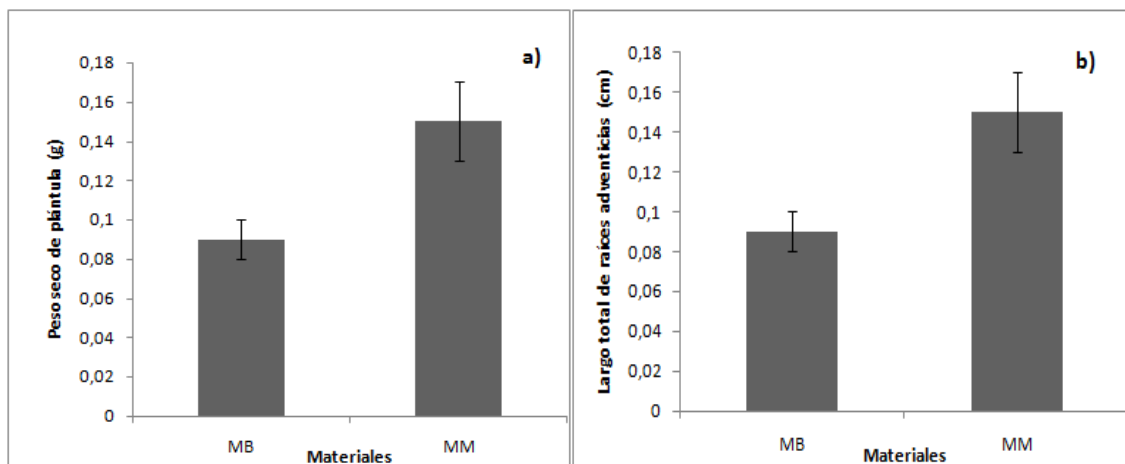 a)
Peso seco de plántula (g)
0,18
0,16
0,14
0,12
0,1
0,08
0,06
0,04
0,02
0
MB
MM
Materiales
b)
Largo total de raíces adventicias (cm)
0,18
0,16
0,14
0,12
0,1
0,08
0,06
0,04
0,02
0
MB
MM
Materiales